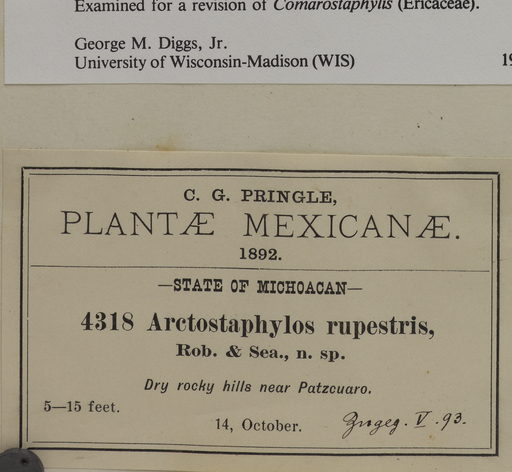 Examined for a revision of Comarostaphylis (Ericaceae).
George M. Diggs, Jr.
University of Wisconsin-Madison (WIS) 19
C. G. PRINGLE,
PLANTÆ MEXICANÆ.
1892.
—STATE OF MICHOACAN—
4318 Arctostaphylos rupestris,
Rob. & Sea., n. sp.
Dry rocky hills near Patzcuaro.
5—15 feet.
14, October. Zugeg. V. 93.